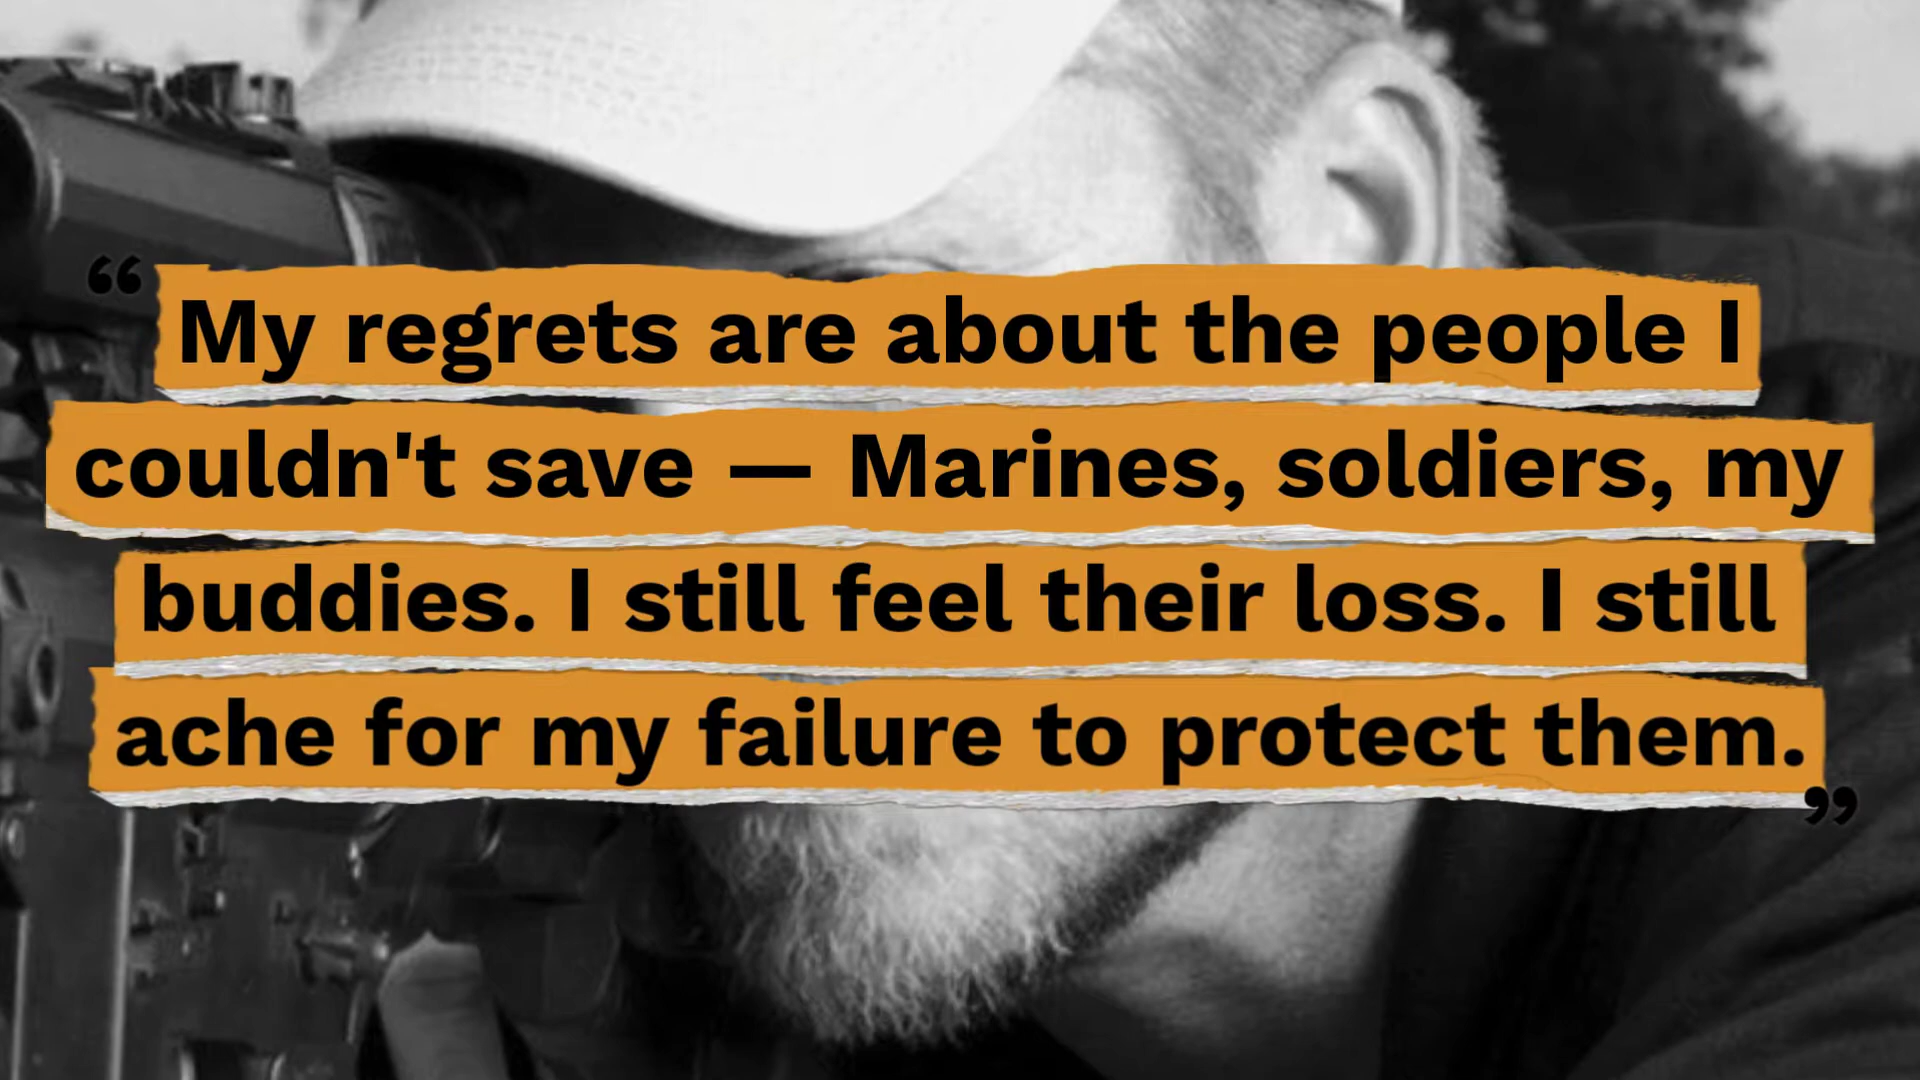 “My regrets are about the people I
couldn't save — Marines, soldiers, my
buddies. I still feel their loss. I still
ache for my failure to protect them.”